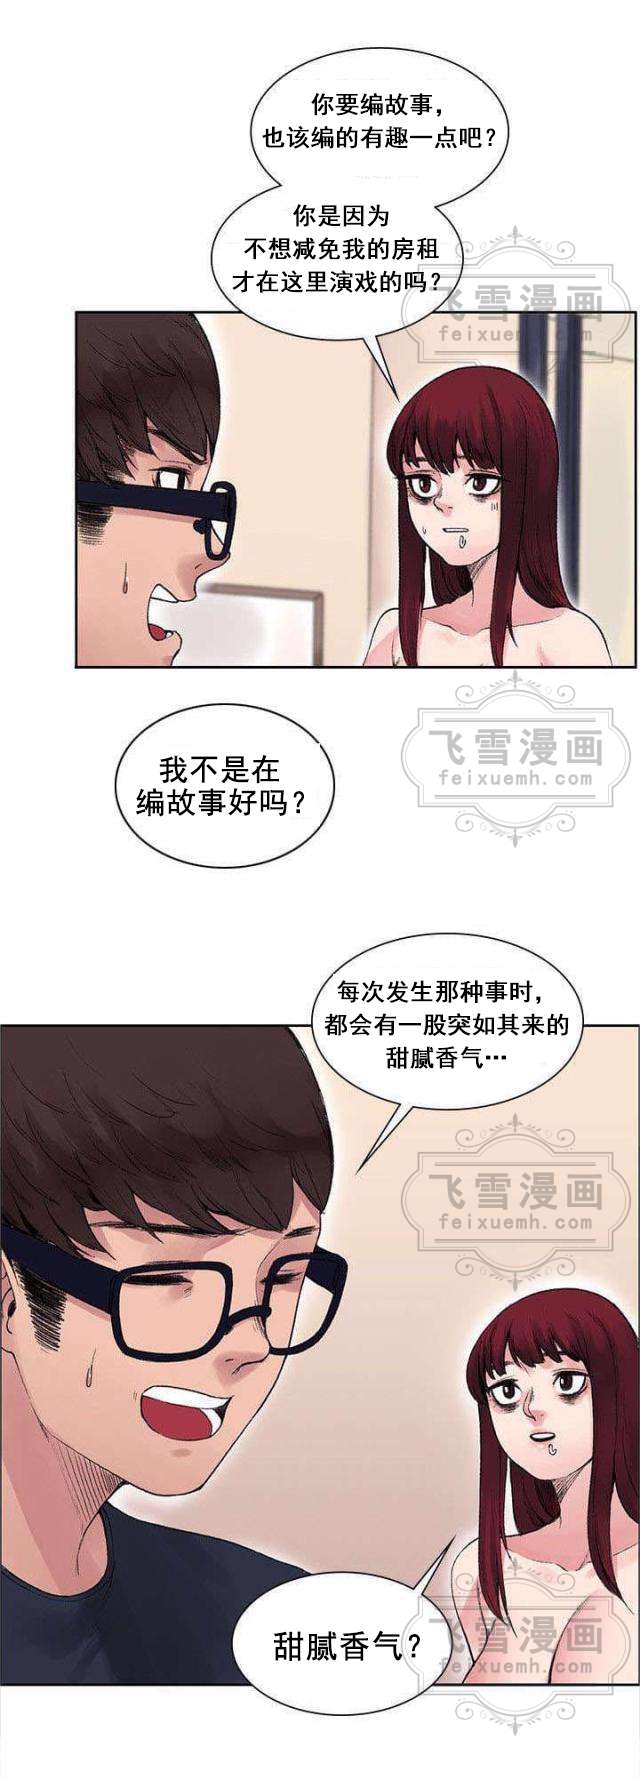 你要编故事，
也该编的有趣一点吧？
你是因为
不想减免我的房租
才在这里演戏的吗？
飞雪漫画
feixuemh.com
我不是在
编故事好吗？
飞雪漫画
feixuemh.com
每次发生那种事时，
都会有一股突如其来的
甜腻香气…
飞雪漫画
feixuemh.com
甜腻香气？
飞雪漫画
feixuemh.com